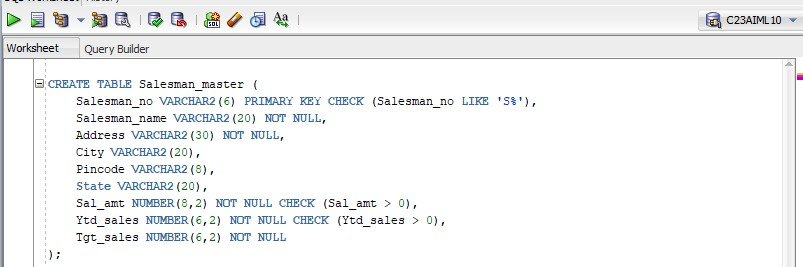 SQL Worksheet History
C23AIML10
Worksheet Query Builder
CREATE TABLE Salesman_master (
Salesman_no VARCHAR2(6) PRIMARY KEY CHECK (Salesman_no LIKE 'S%'),
Salesman_name VARCHAR2(20) NOT NULL,
Address VARCHAR2(30) NOT NULL,
City VARCHAR2(20),
Pincode VARCHAR2(8),
State VARCHAR2(20),
Sal_amt NUMBER(8,2) NOT NULL CHECK (Sal_amt > 0),
Ytd_sales NUMBER(6,2) NOT NULL CHECK (Ytd_sales > 0),
Tgt_sales NUMBER(6,2) NOT NULL
);